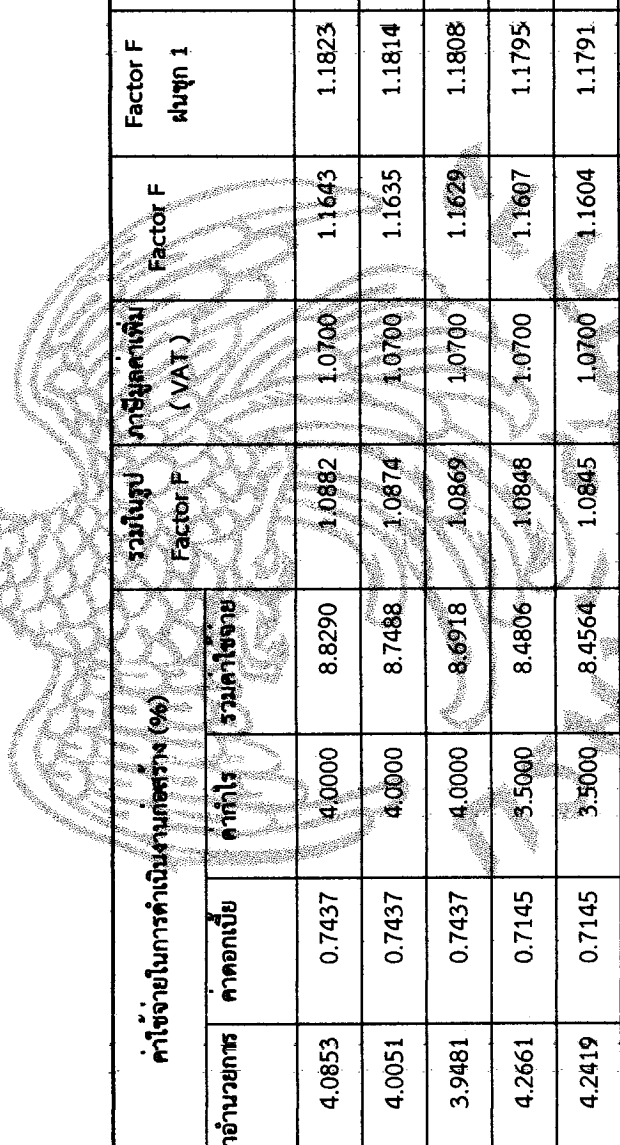 ค่าใช้จ่ายในการดำเนินงานก่อสร้าง (%) รวมในรูป ภาษีมูลค่าเพิ่ม Factor F Factor F
Factor F ( VAT ) ฝนชุก 1
าอำนวยการ ค่าดอกเบี้ย ค่ากำไร รวมค่าใช้จ่าย
4.0853 0.7437 4.0000 8.8290 1.0882 1.0700 1.1643 1.1823
4.0051 0.7437 4.0000 8.7488 1.0874 1.0700 1.1635 1.1814
3.9481 0.7437 4.0000 8.6918 1.0869 1.0700 1.1629 1.1808
4.2661 0.7145 3.5000 8.4806 1.0848 1.0700 1.1607 1.1795
4.2419 0.7145 3.5000 8.4564 1.0845 1.0700 1.1604 1.1791